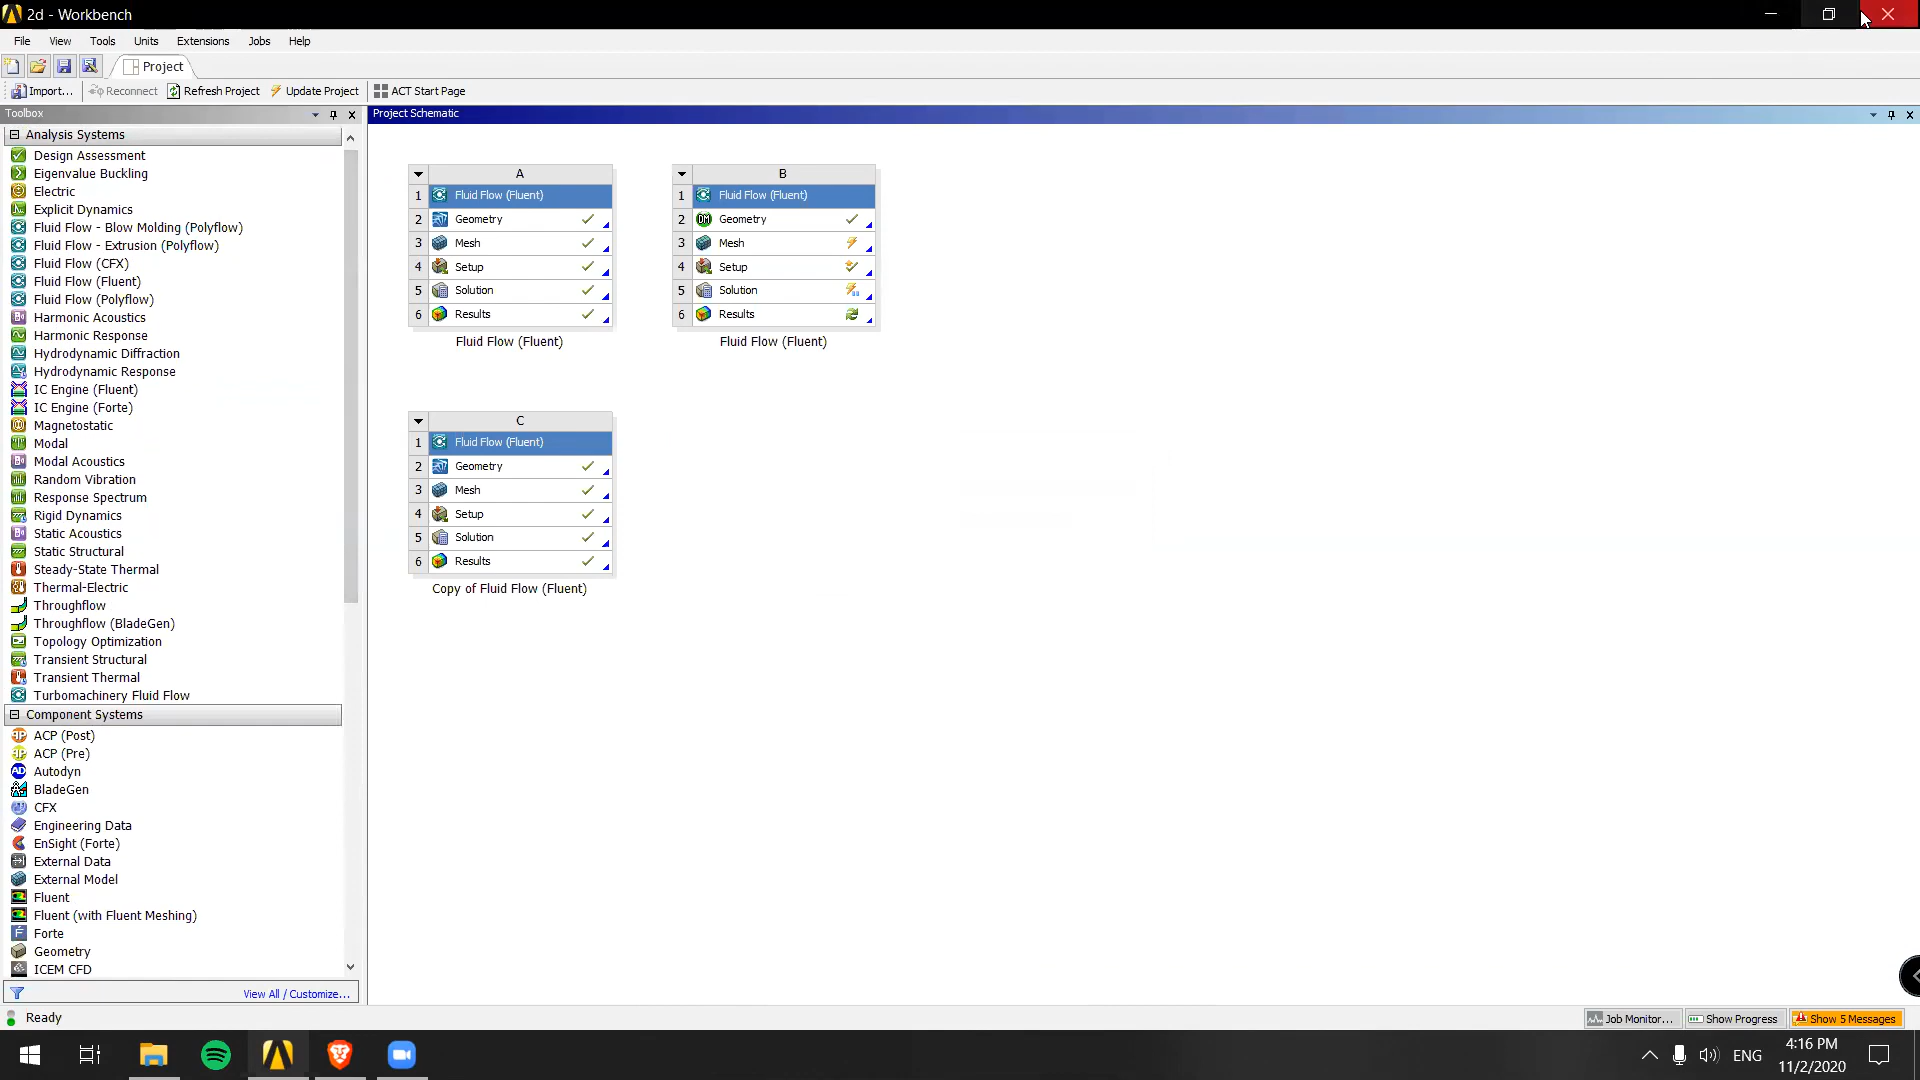 2d - Workbench
File View Tools Units Extensions Jobs Help
Project
Import... Reconnect Refresh Project Update Project ACT Start Page
Toolbox
Analysis Systems
Design Assessment
Eigenvalue Buckling
Electric
Explicit Dynamics
Fluid Flow - Blow Molding (Polyflow)
Fluid Flow - Extrusion (Polyflow)
Fluid Flow (CFX)
Fluid Flow (Fluent)
Fluid Flow (Polyflow)
Harmonic Acoustics
Harmonic Response
Hydrodynamic Diffraction
Hydrodynamic Response
IC Engine (Fluent)
IC Engine (Forte)
Magnetostatic
Modal
Modal Acoustics
Random Vibration
Response Spectrum
Rigid Dynamics
Static Acoustics
Static Structural
Steady-State Thermal
Thermal-Electric
Throughflow
Throughflow (BladeGen)
Topology Optimization
Transient Structural
Transient Thermal
Turbomachinery Fluid Flow
Component Systems
ACP (Post)
ACP (Pre)
Autodyn
BladeGen
CFX
Engineering Data
EnSight (Forte)
External Data
External Model
Fluent
Fluent (with Fluent Meshing)
Forte
Geometry
ICEM CFD
View All / Customize...
Project Schematic
A
1 Fluid Flow (Fluent)
2 Geometry
3 Mesh
4 Setup
5 Solution
6 Results
Fluid Flow (Fluent)
B
1 Fluid Flow (Fluent)
2 DM Geometry
3 Mesh
4 Setup
5 Solution
6 Results
Fluid Flow (Fluent)
C
1 Fluid Flow (Fluent)
2 Geometry
3 Mesh
4 Setup
5 Solution
6 Results
Copy of Fluid Flow (Fluent)
Ready
Job Monitor... Show Progress Show 5 Messages
ENG
4:16 PM
11/2/2020